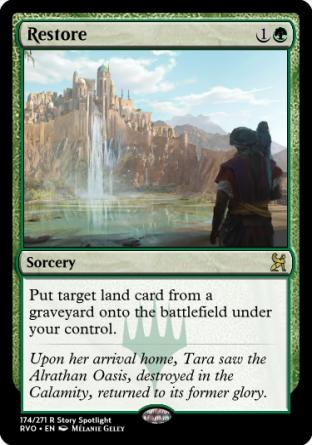 Restore 1
Sorcery
Put target land card from a
graveyard onto the battlefield under
your control.
Upon her arrival home, Tara saw the
Alrathan Oasis, destroyed in the
Calamity, returned to its former glory.
174/271 R Story Spotlight
RVO • EN MÉLANIE GELEY